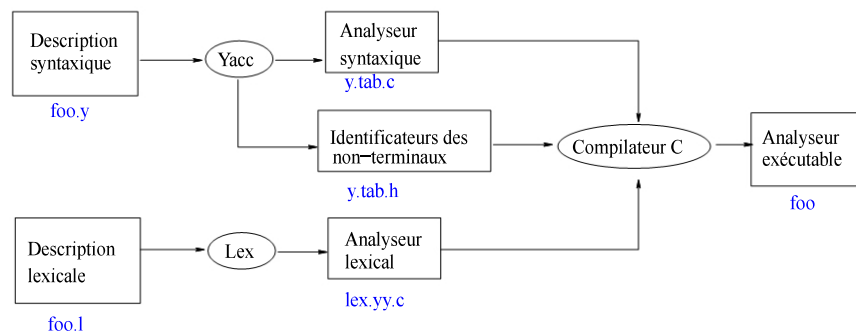 Description
syntaxique
foo.y
Yacc
Analyseur
syntaxique
y.tab.c
Identificateurs des
non-terminaux
y.tab.h
Compilateur C
Analyseur
exécutable
foo
Description
lexicale
foo.l
Lex
Analyseur
lexical
lex.yy.c